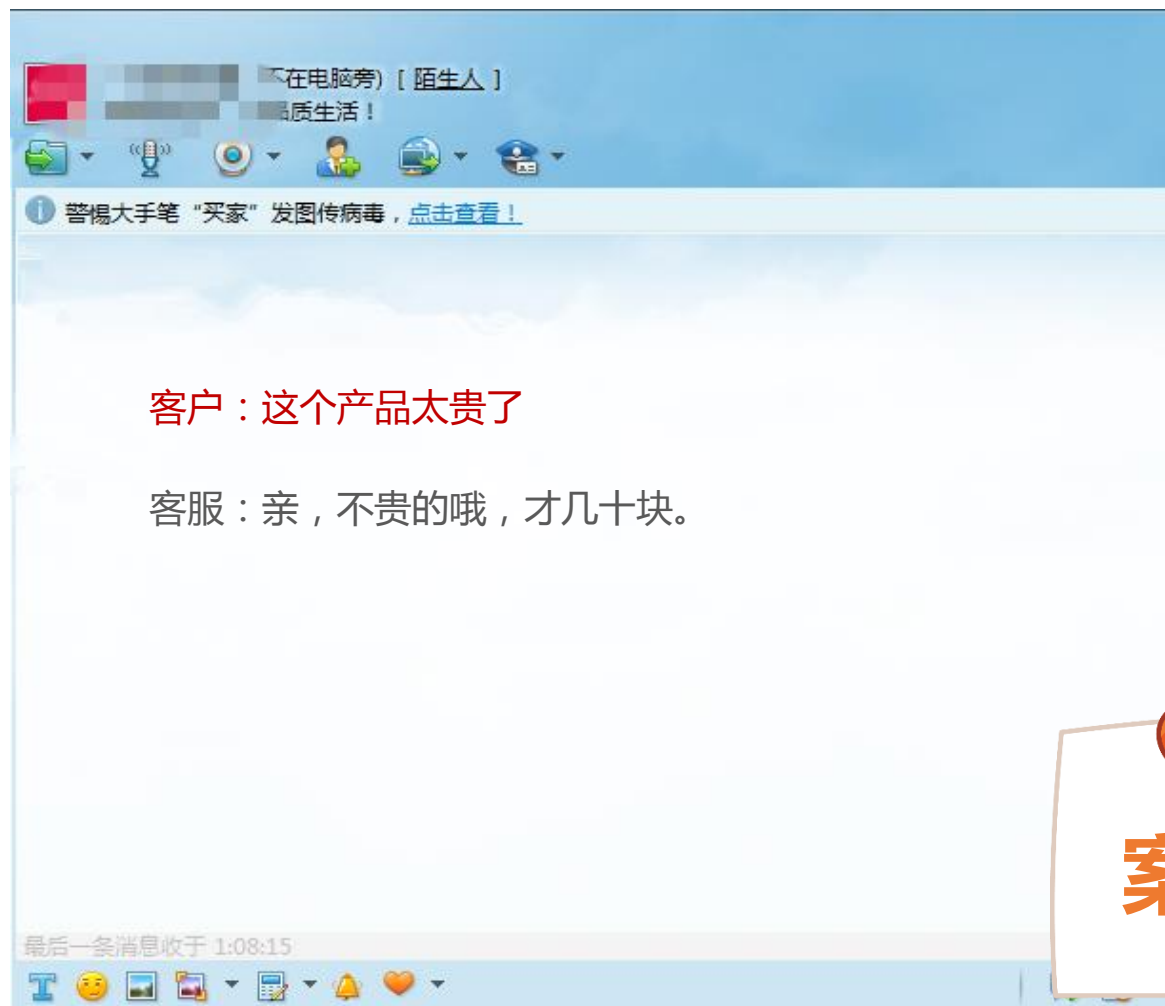 不在电脑旁) [ 陌生人 ]
品质生活！
警惕大手笔“买家”发图传病毒，点击查看！
客户：这个产品太贵了
客服：亲，不贵的哦，才几十块。
案
最后一条消息收于 1:08:15